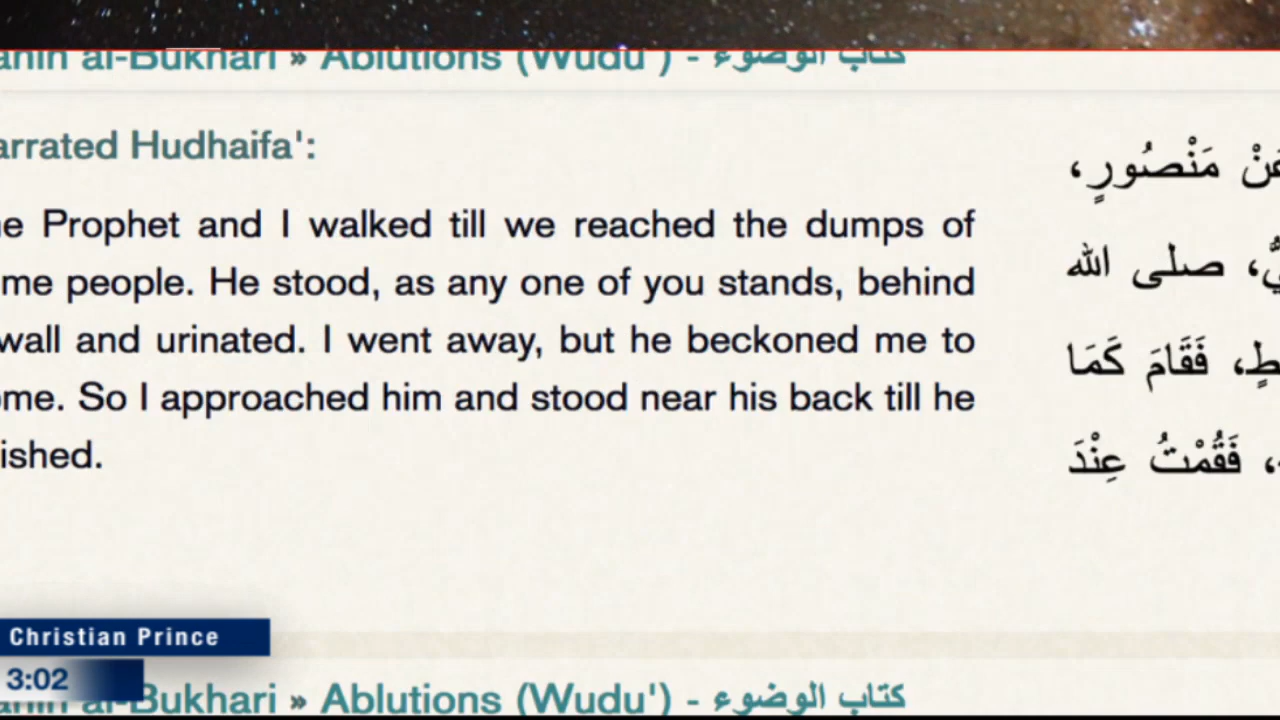 al-Bukhari » Ablutions (Wudu') - كتاب الوضوء
arrated Hudhaifa':
e Prophet and I walked till we reached the dumps of
me people. He stood, as any one of you stands, behind
wall and urinated. I went away, but he beckoned me to
me. So I approached him and stood near his back till he
ished.
عَنْ مَنْصُورٍ،
صلى الله
فَقَامَ كَمَا
فَقُمْتُ عِنْدَ
Christian Prince
3:02
al-Bukhari » Ablutions (Wudu') - كتاب الوضوء